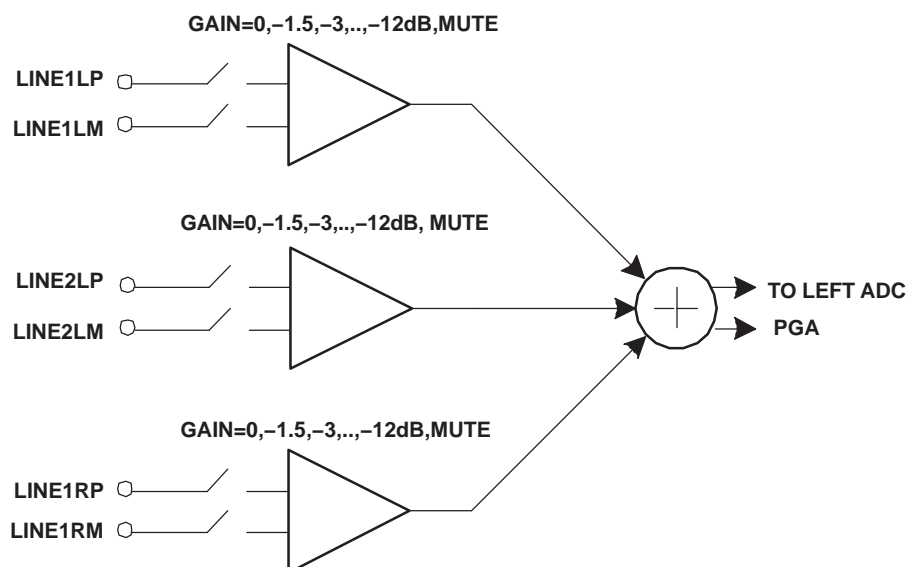 GAIN=0,−1.5,−3,..,−12dB,MUTE
LINE1LP
LINE1LM
GAIN=0,−1.5,−3,..,−12dB, MUTE
LINE2LP
LINE2LM
TO LEFT ADC
PGA
GAIN=0,−1.5,−3,..,−12dB,MUTE
LINE1RP
LINE1RM